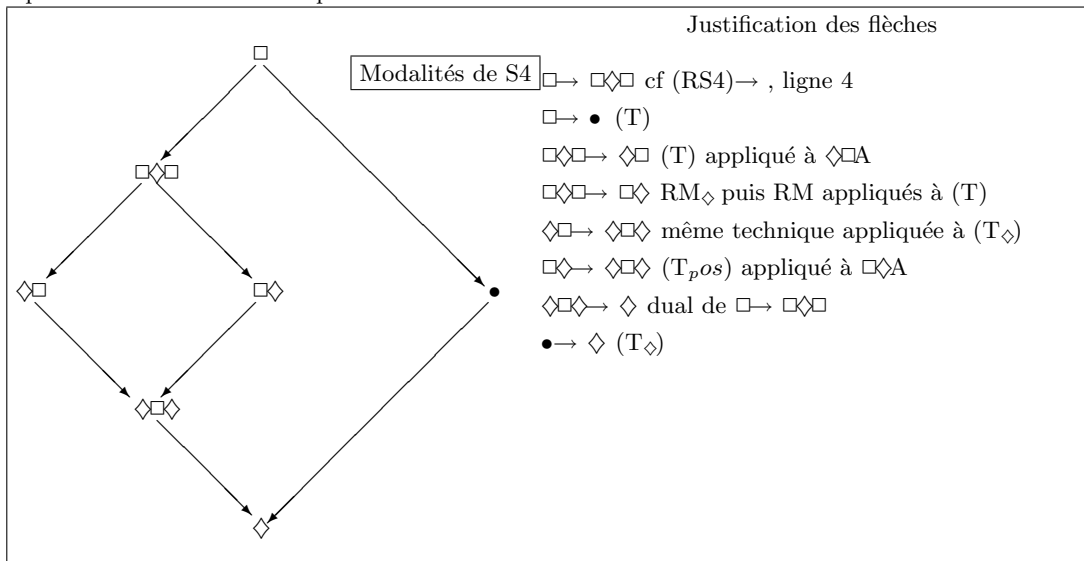 Justification des flèches
Modalités de S4
□→ □◇□ cf (RS4)→ , ligne 4
□→ • (T)
□◇□→ ◇□ (T) appliqué à ◇□A
□◇□→ □◇ RM◇ puis RM appliqués à (T)
◇□→ ◇□◇ même technique appliquée à (T◇)
□◇→ ◇□◇ (Tpos) appliqué à □◇A
◇□◇→ ◇ dual de □→ □◇□
•→ ◇ (T◇)
□
□◇□
◇□ □◇ •
◇□◇
◇